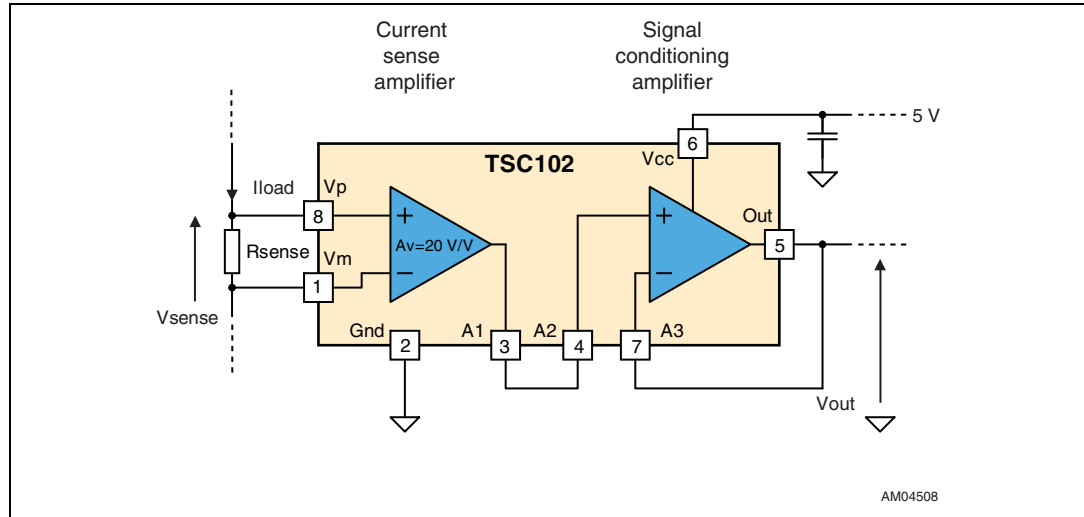 Current
sense
amplifier
Signal
conditioning
amplifier
5 V
6
Vcc
TSC102
Iload
Vp
8
+
+
Out
Av=20 V/V
5
Rsense
Vm
1
−
−
Vsense
Gnd
A1
A2
A3
2
3
4
7
Vout
AM04508